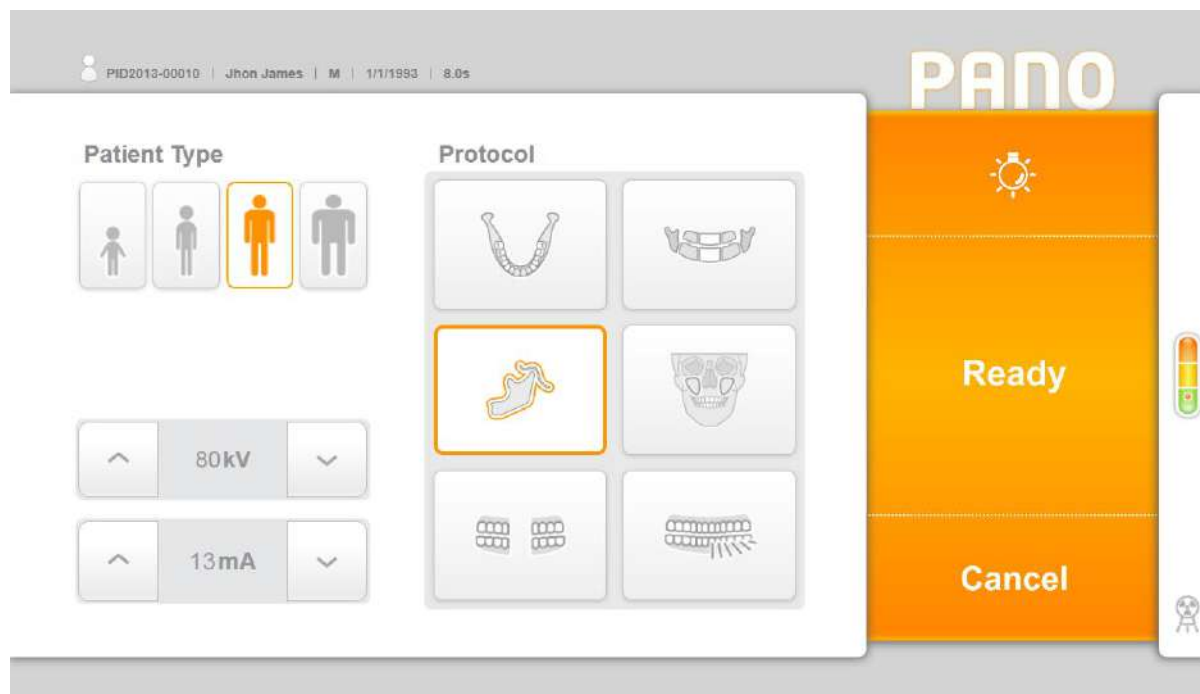 PID2013-00010 | Jhon James | M | 1/1/1993 | 8.0s
PANO
Patient Type
Protocol
Ready
80kV
13mA
Cancel